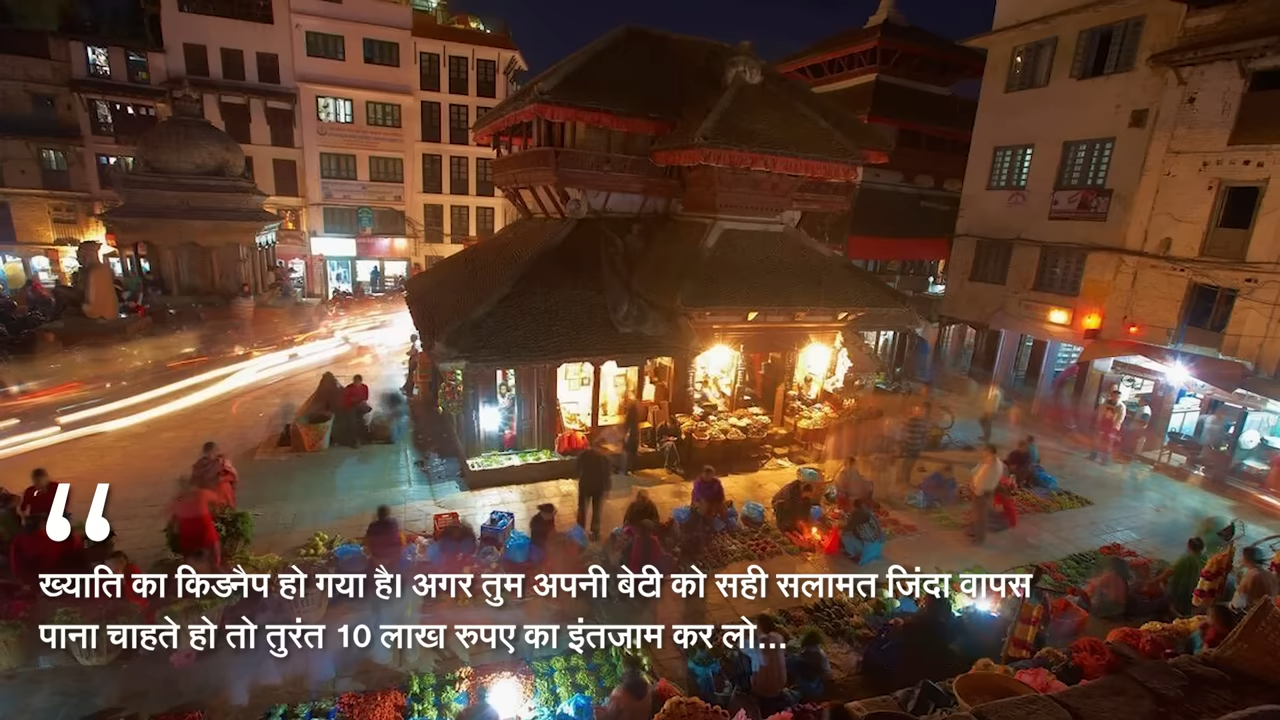 “
ख्याति का किडनैप हो गया है। अगर तुम अपनी बेटी को सही सलामत जिंदा वापस
पाना चाहते हो तो तुरंत 10 लाख रुपए का इंतजाम कर लो...